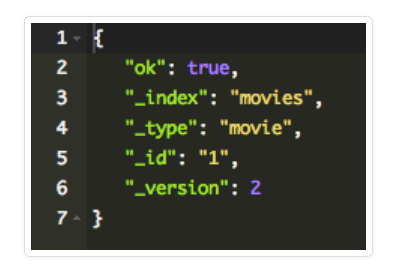 1 {
2 "ok": true,
3 "_index": "movies",
4 "_type": "movie",
5 "_id": "1",
6 "_version": 2
7 }